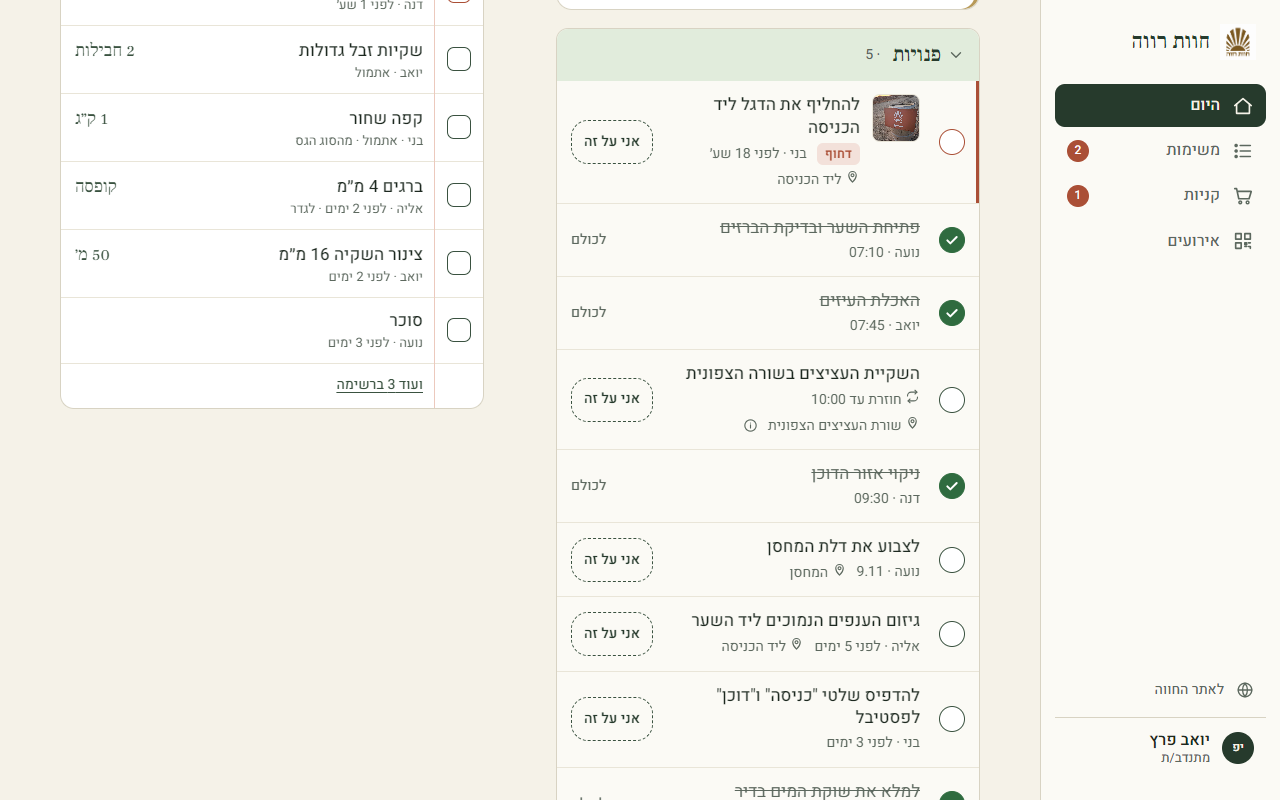 חוות רווה
היום
משימות
2
קניות
1
אירועים
לאתר החווה
יואב פרץ
מתנדב/ת
יפ
פנויות · 5
להחליף את הדגל ליד
הכניסה
דחוף בני · לפני 18 שע׳
ליד הכניסה
אני על זה
פתיחת השער ובדיקת הברזים
נועה · 07:10
לכולם
האכלת העיזים
יואב · 07:45
לכולם
השקיית העציצים בשורה הצפונית
חוזרת עד 10:00
שורת העציצים הצפונית
אני על זה
ניקוי אזור הדוכן
דנה · 09:30
לכולם
לצבוע את דלת המחסן
נועה · 9.11 המחסן
אני על זה
גיזום הענפים הנמוכים ליד השער
אליה · לפני 5 ימים ליד הכניסה
אני על זה
להדפיס שלטי "כניסה" ו"דוכן"
לפסטיבל
בני · לפני 3 ימים
אני על זה
למלא את שוקת המים בדיר
דנה · לפני 1 שע׳
שקיות זבל גדולות
יואב · אתמול
2 חבילות
קפה שחור
בני · אתמול · מהסוג הגס
1 ק״ג
ברגים 4 מ״מ
אליה · לפני 2 ימים · לגדר
קופסה
צינור השקיה 16 מ״מ
יואב · לפני 2 ימים
50 מ׳
סוכר
נועה · לפני 3 ימים
ועוד 3 ברשימה